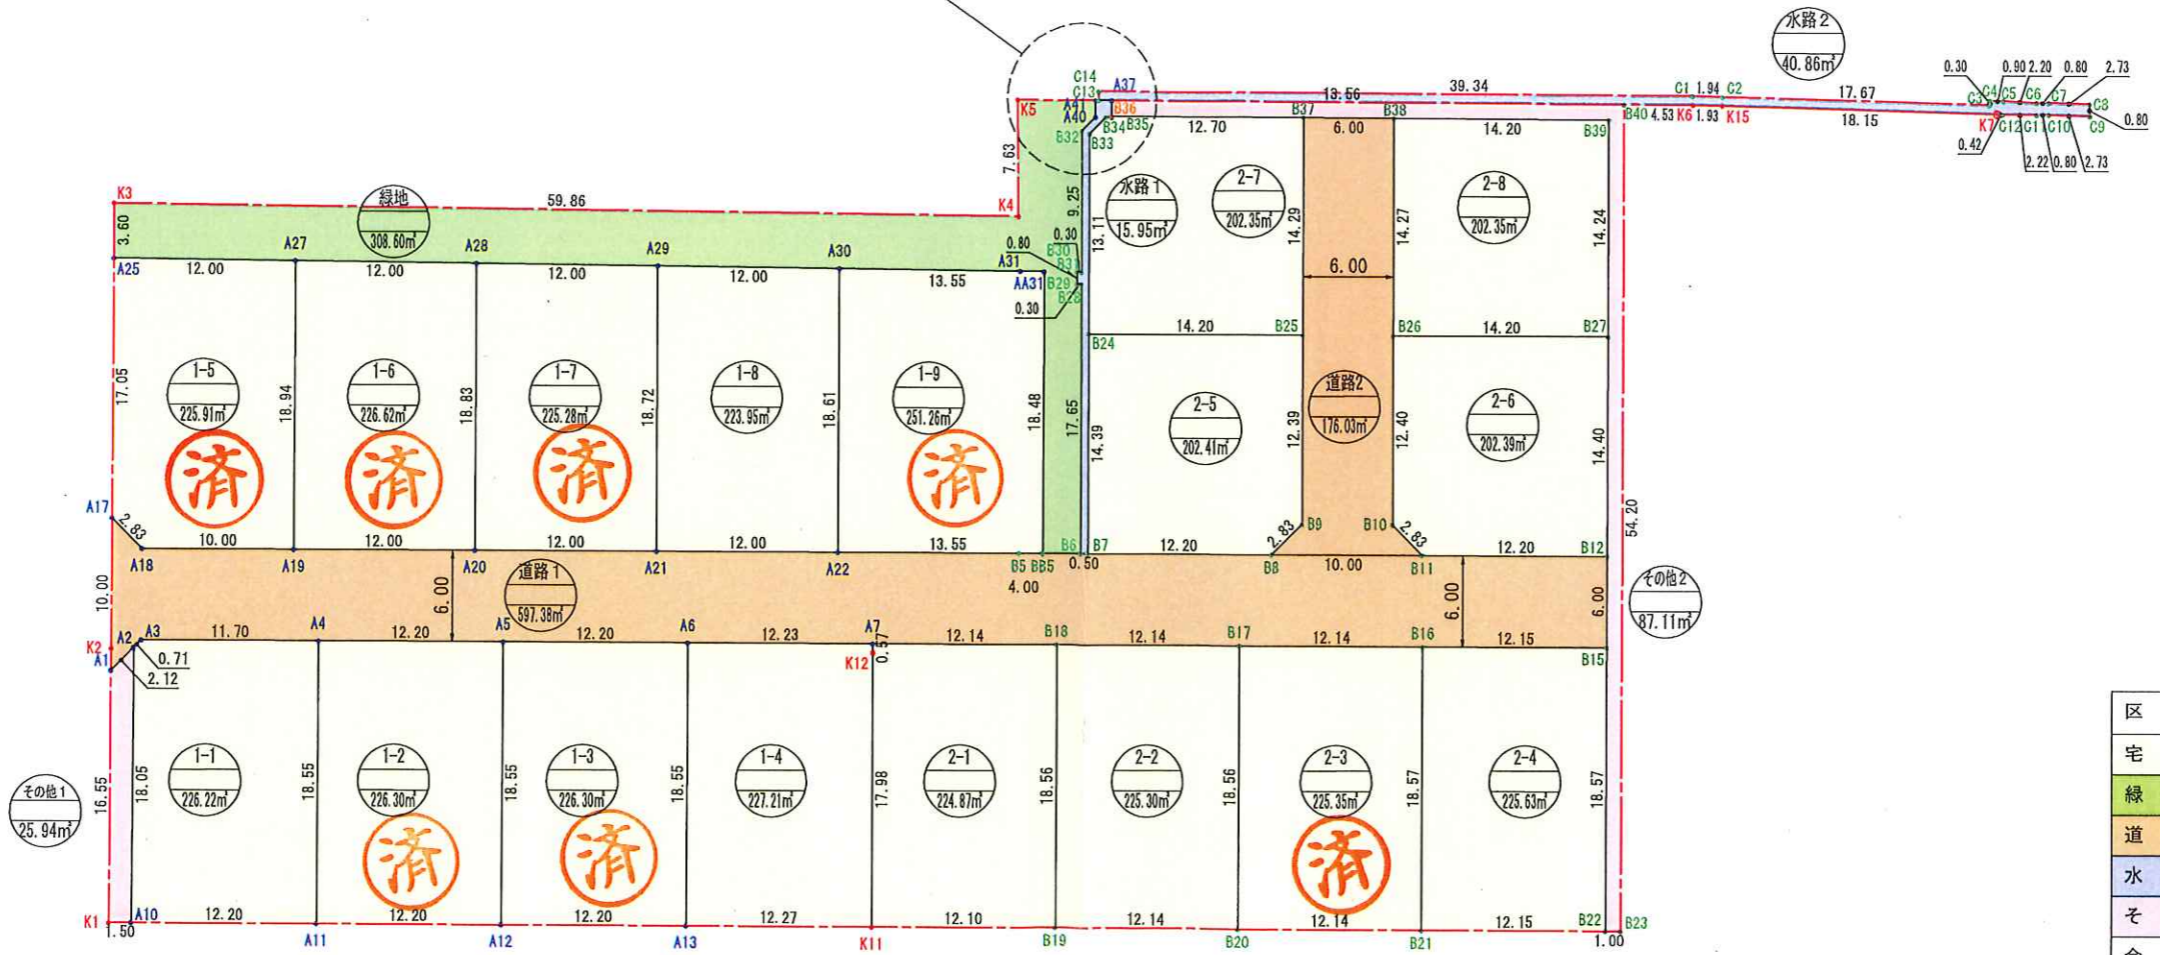 水路2
40.86㎡
0.30
0.90 2.20
0.80
2.73
C14
C13 A37
K5 A41 B36
A40
39.34
13.56
C1 1.94 C2
17.67
C3
C4 C5 C6 C7
C8
B32 B34 B35
B33
12.70
B37
6.00
B38
14.20
B39
B40 4.53 K6 1.93 K15
18.15
K7 C12 C11 C10 C9
0.80
0.42
2.22 0.80 2.73
7.63
K3
緑地
308.60㎡
59.86
K4
9.25
13.11
水路1
15.95㎡
2-7
202.35㎡
14.29
14.27
2-8
202.35㎡
14.24
3.60
A25
12.00
A27
12.00
A28
12.00
A29
12.00
A30
13.55
A31
AA31
0.80
0.30
B30
B31
B29
B28
0.30
6.00
14.20
B24
B25
B26
14.20
B27
17.05
1-5
225.91㎡
済
18.94
1-6
226.62㎡
済
18.83
1-7
225.28㎡
済
18.72
1-8
223.95㎡
18.61
1-9
251.26㎡
済
18.48
17.65
14.39
2-5
202.41㎡
12.39
道路2
176.03㎡
12.40
2-6
202.39㎡
14.40
54.20
A17
2.83
A18
10.00
A19
12.00
A20
12.00
A21
12.00
A22
13.55
B5 BB5
4.00
B6 B7
0.50
12.20
B8
2.83
B9
B10
2.83
10.00
B11
12.20
B12
10.00
6.00
道路1
597.38㎡
6.00
6.00
その他2
87.11㎡
K2
A1
A2 A3
0.71
2.12
11.70
A4
12.20
A5
12.20
A6
12.23
A7
K12
0.57
12.14
B18
12.14
B17
12.14
B16
12.15
B15
その他1
25.94㎡
16.55
18.05
1-1
226.22㎡
18.55
1-2
226.30㎡
済
18.55
1-3
226.30㎡
済
18.55
1-4
227.21㎡
17.98
2-1
224.87㎡
18.56
2-2
225.30㎡
18.56
2-3
225.35㎡
済
18.57
2-4
225.63㎡
18.57
K1
1.50
A10
12.20
A11
12.20
A12
12.20
A13
12.27
K11
12.10
B19
12.14
B20
12.14
B21
12.15
B22 B23
1.00
区
宅
緑
道
水
そ